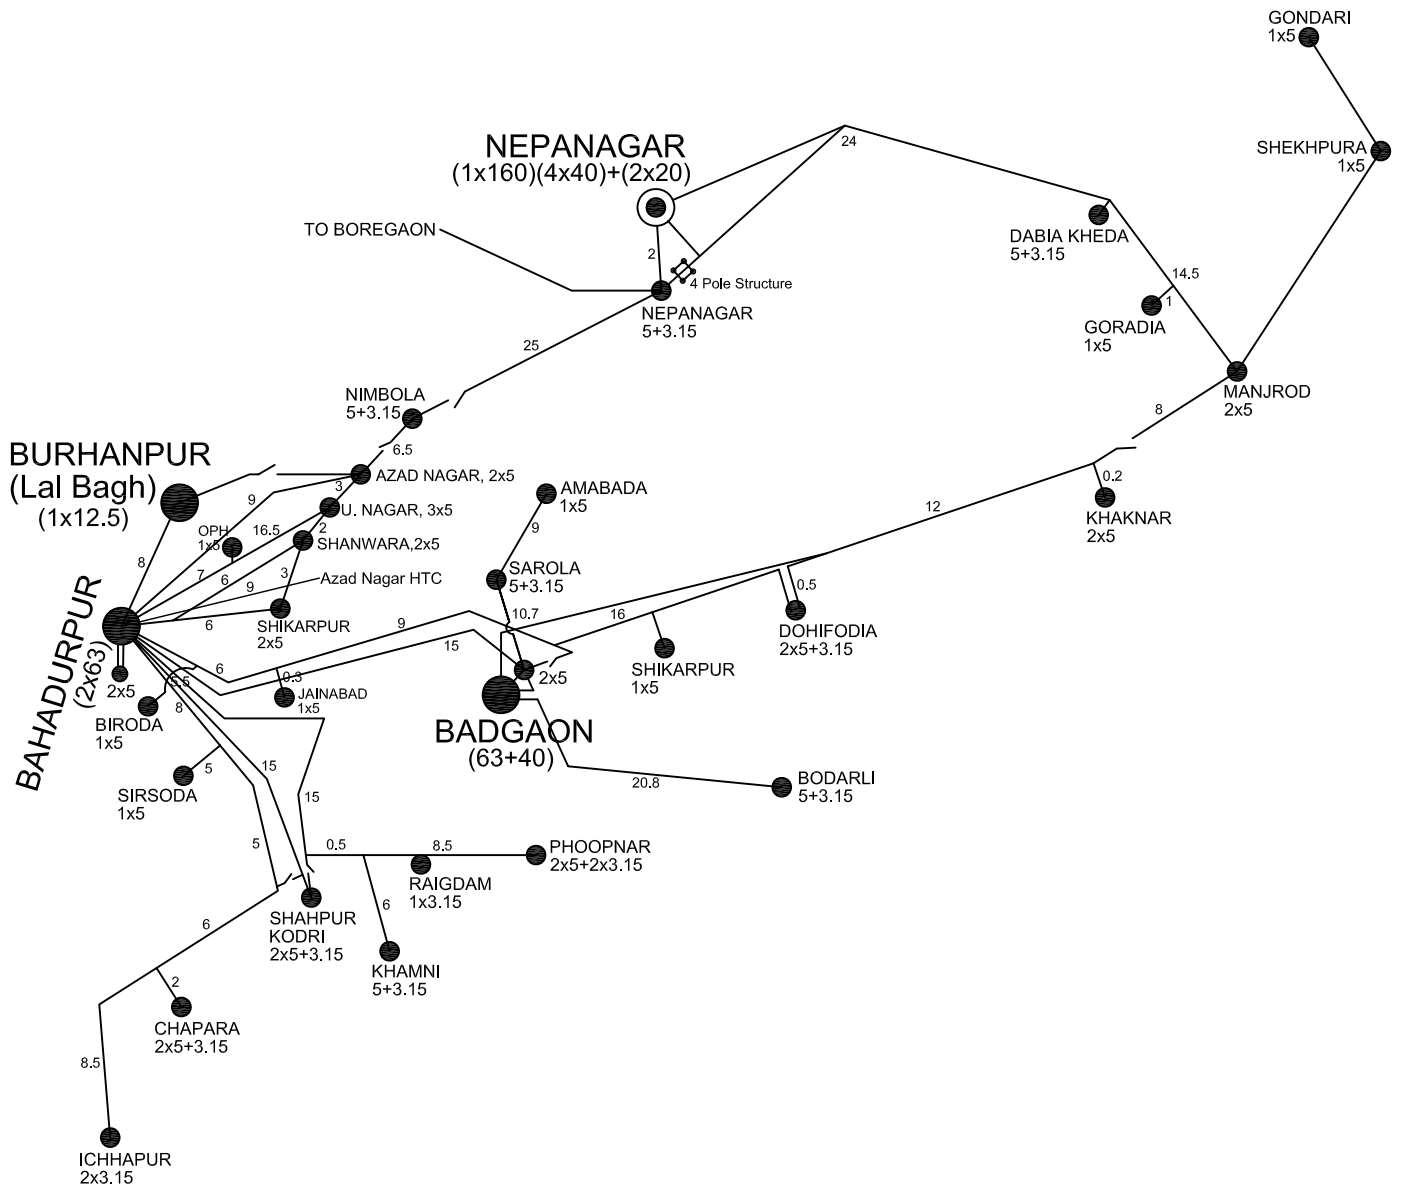 GONDARI
1x5
SHEKHPURA
1x5
24
NEPANAGAR
(1x160)(4x40)+(2x20)
TO BOREGAON
2
4 Pole Structure
NEPANAGAR
5+3.15
DABIA KHEDA
5+3.15
14.5
1
GORADIA
1x5
MANJROD
2x5
8
25
NIMBOLA
5+3.15
6.5
BURHANPUR
(Lal Bagh)
(1x12.5)
AZAD NAGAR, 2x5
3
9
U. NAGAR, 3x5
16.5
2
OPH
1x5
SHANWARA,2x5
8
7
6
9
3
Azad Nagar HTC
6
SHIKARPUR
2x5
AMABADA
1x5
9
SAROLA
5+3.15
10.7
0.2
KHAKNAR
2x5
12
0.5
DOHIFODIA
2x5+3.15
16
SHIKARPUR
1x5
9
15
2x5
BADGAON
(63+40)
BAHADURPUR
(2x63)
2x5
6
5.5
0.3
JAINABAD
1x5
8
BIRODA
1x5
5
SIRSODA
1x5
15
15
20.8
BODARLI
5+3.15
5
0.5
8.5
PHOOPNAR
2x5+2x3.15
RAIGDAM
1x3.15
6
SHAHPUR
KODRI
2x5+3.15
6
KHAMNI
5+3.15
2
CHAPARA
2x5+3.15
8.5
ICHHAPUR
2x3.15